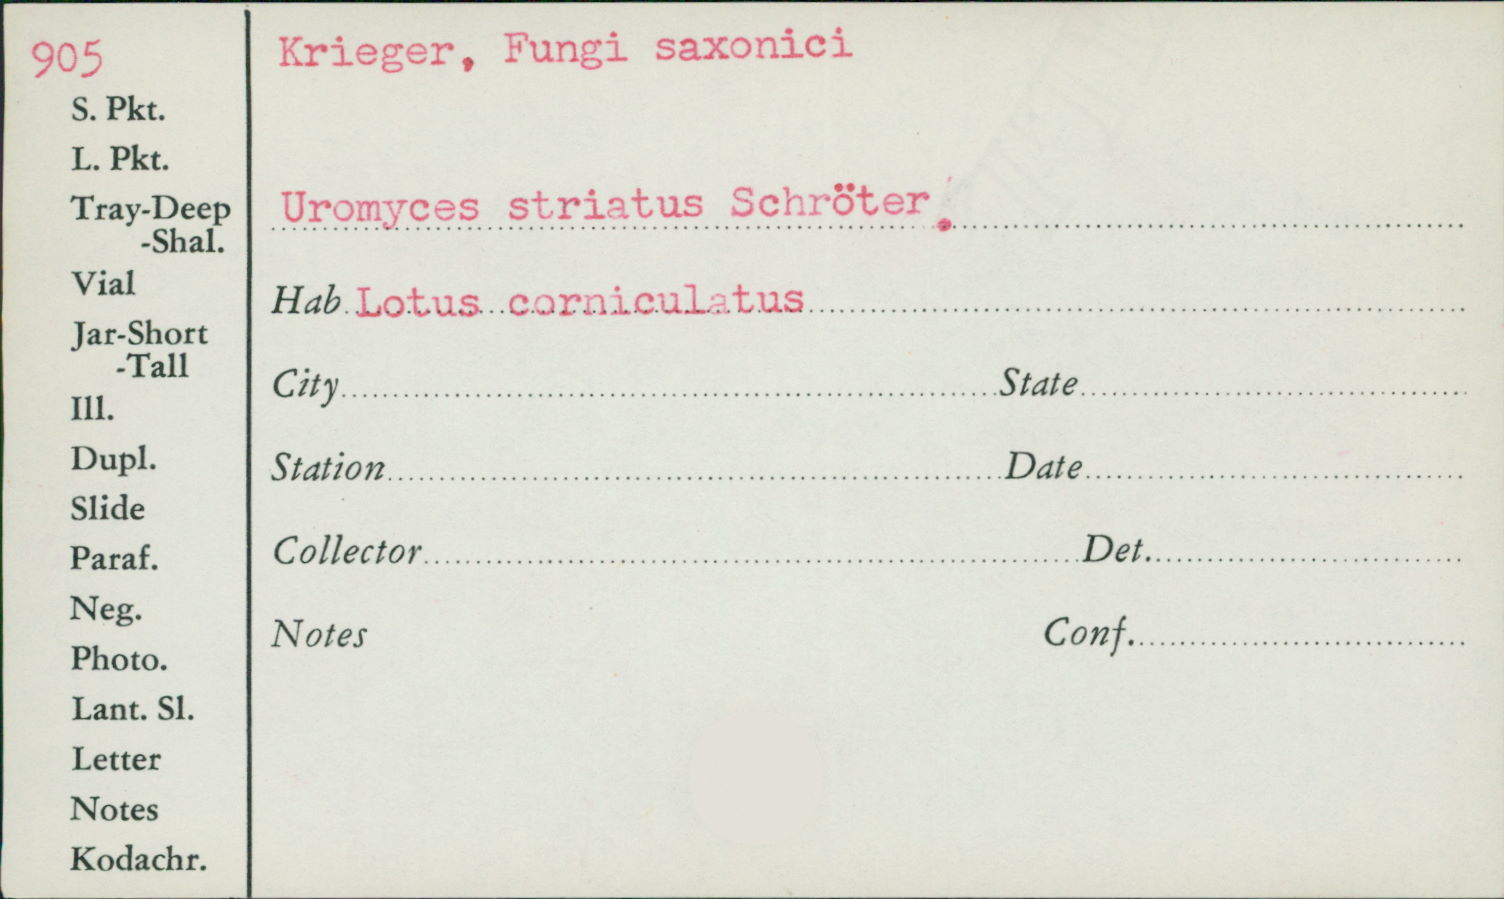 905
Krieger, Fungi saxonici
S. Pkt.
L. Pkt.
Tray-Deep
-Shal.
Vial
Jar-Short
-Tall
Ill.
Dupl.
Slide
Paraf.
Neg.
Photo.
Lant. Sl.
Letter
Notes
Kodachr.
Uromyces striatus Schröter.
Hab Lotus corniculatus
City State
Station Date
Collector Det.
Notes Conf.